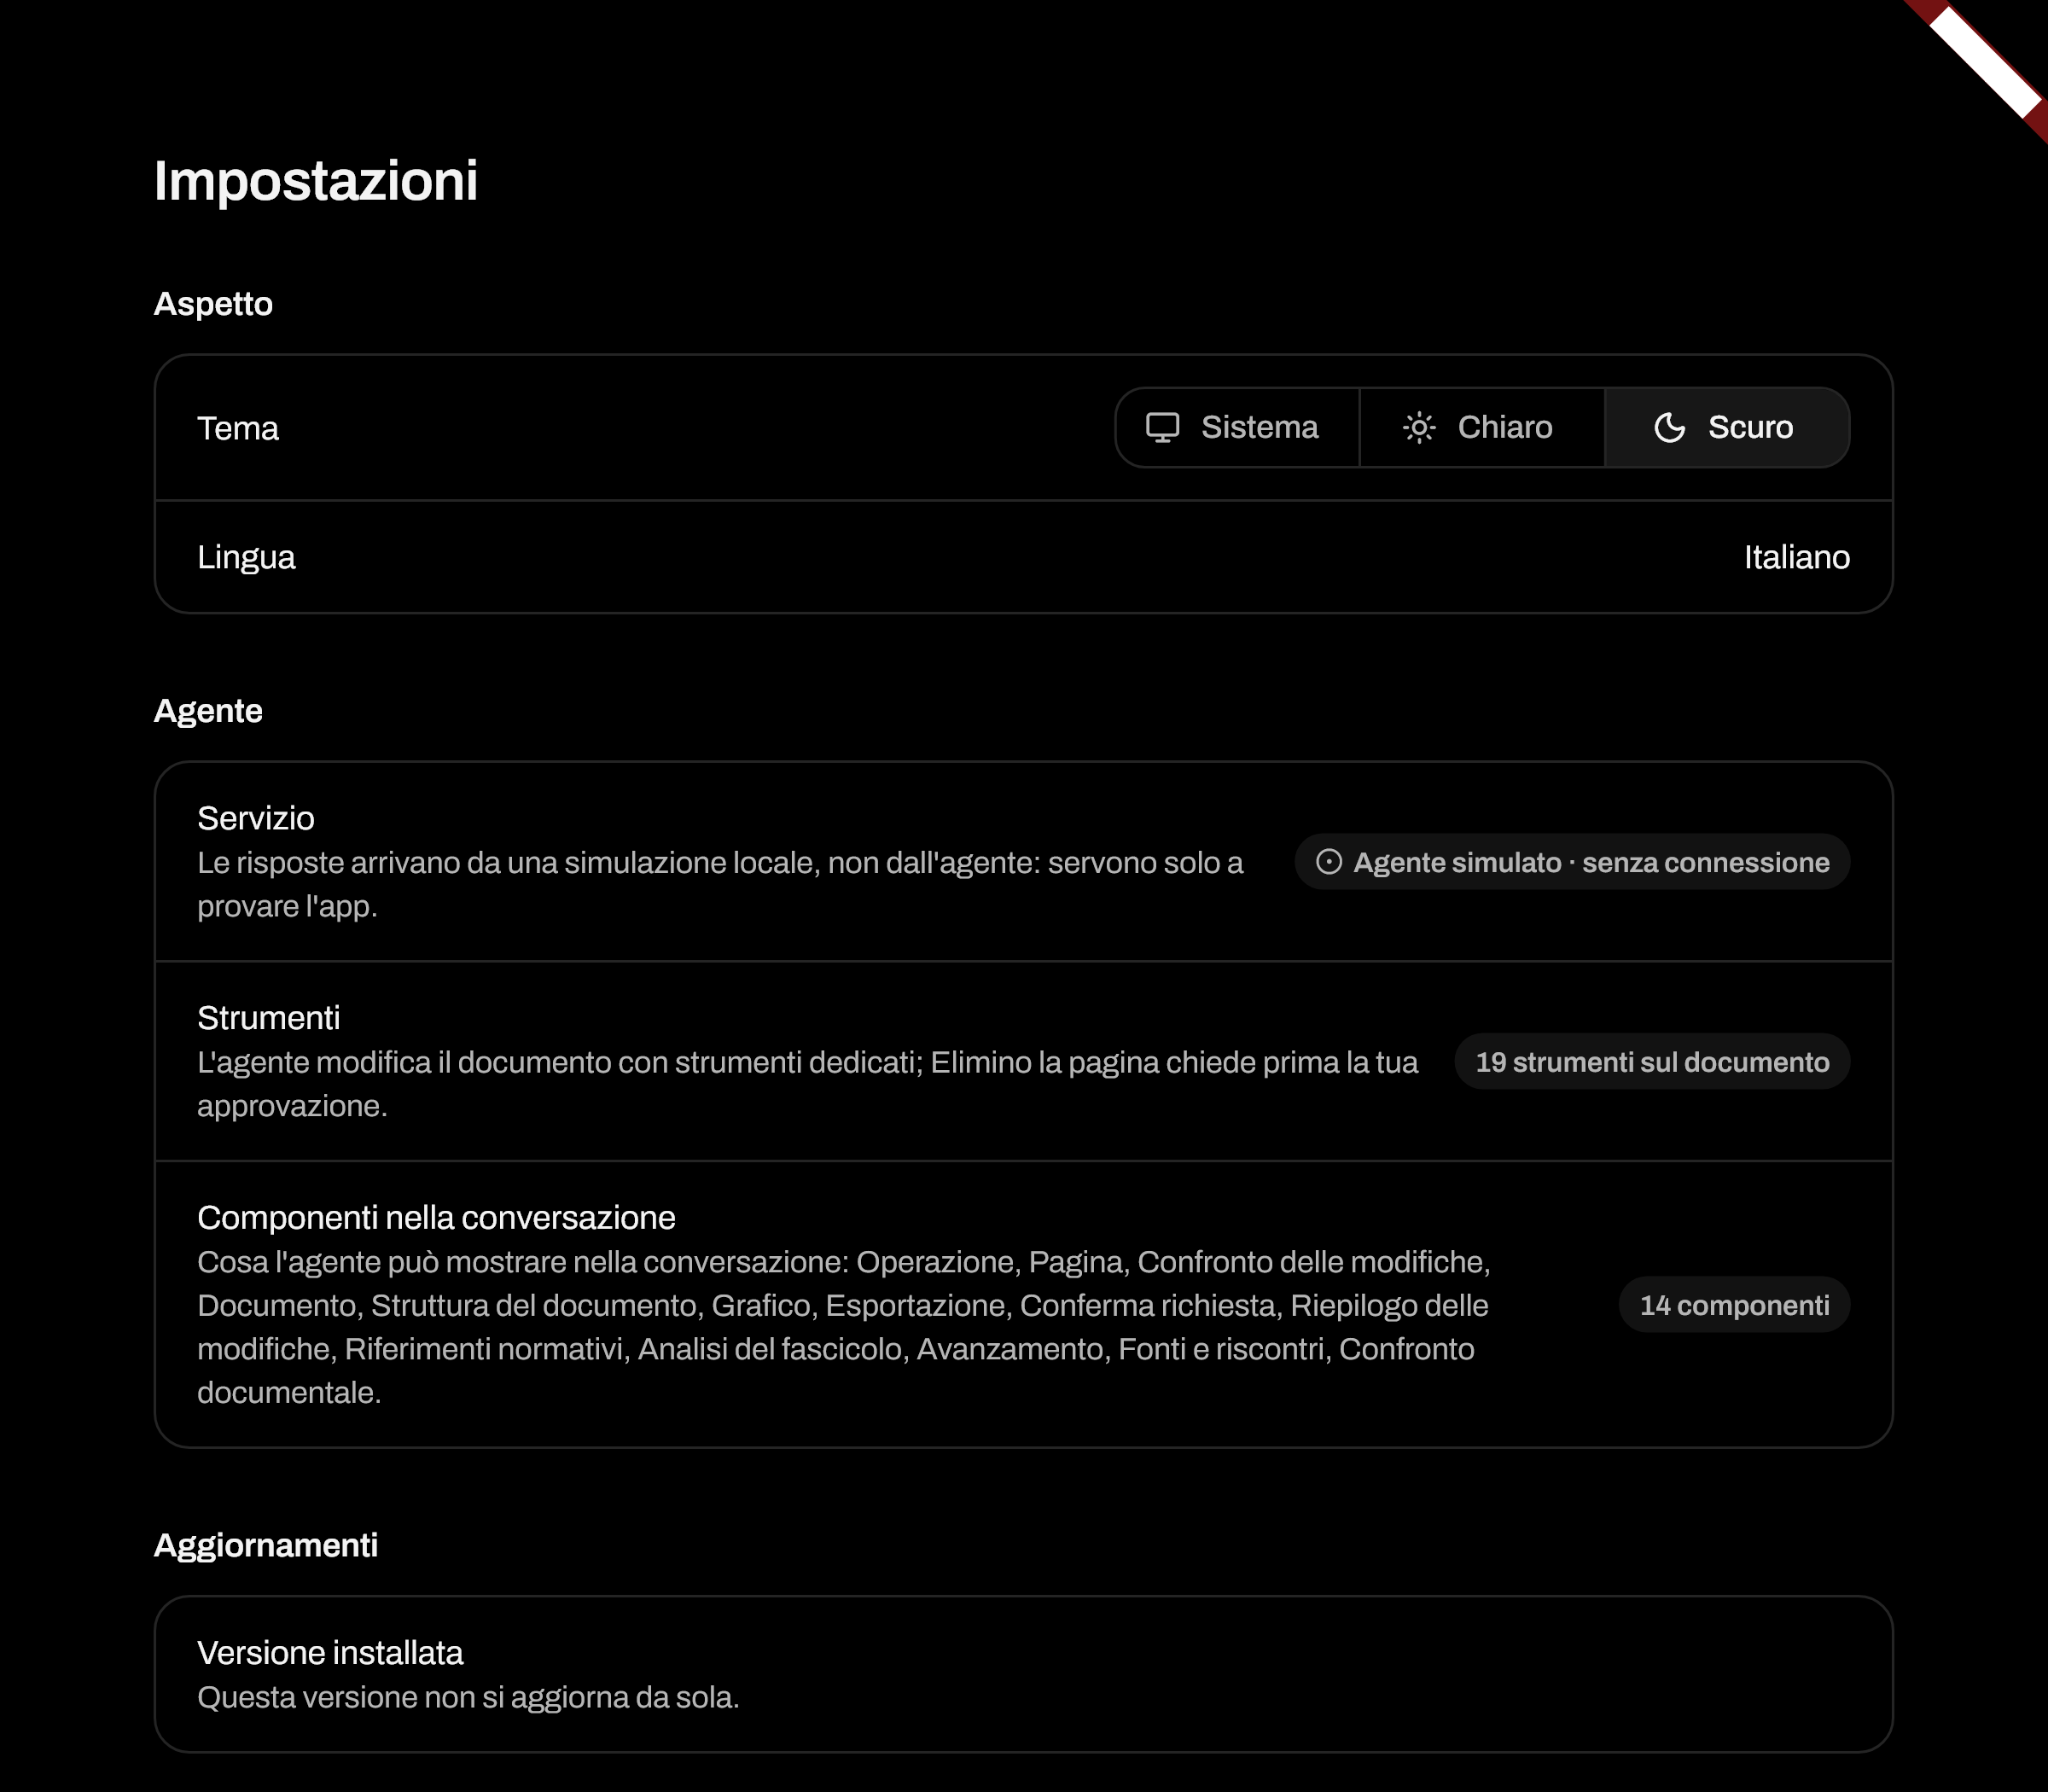 Impostazioni
Aspetto
Tema
Sistema
Chiaro
Scuro
Lingua
Italiano
Agente
Servizio
Le risposte arrivano da una simulazione locale, non dall'agente: servono solo a
provare l'app.
Agente simulato · senza connessione
Strumenti
L'agente modifica il documento con strumenti dedicati; Elimino la pagina chiede prima la tua
approvazione.
19 strumenti sul documento
Componenti nella conversazione
Cosa l'agente può mostrare nella conversazione: Operazione, Pagina, Confronto delle modifiche,
Documento, Struttura del documento, Grafico, Esportazione, Conferma richiesta, Riepilogo delle
modifiche, Riferimenti normativi, Analisi del fascicolo, Avanzamento, Fonti e riscontri, Confronto
documentale.
14 componenti
Aggiornamenti
Versione installata
Questa versione non si aggiorna da sola.